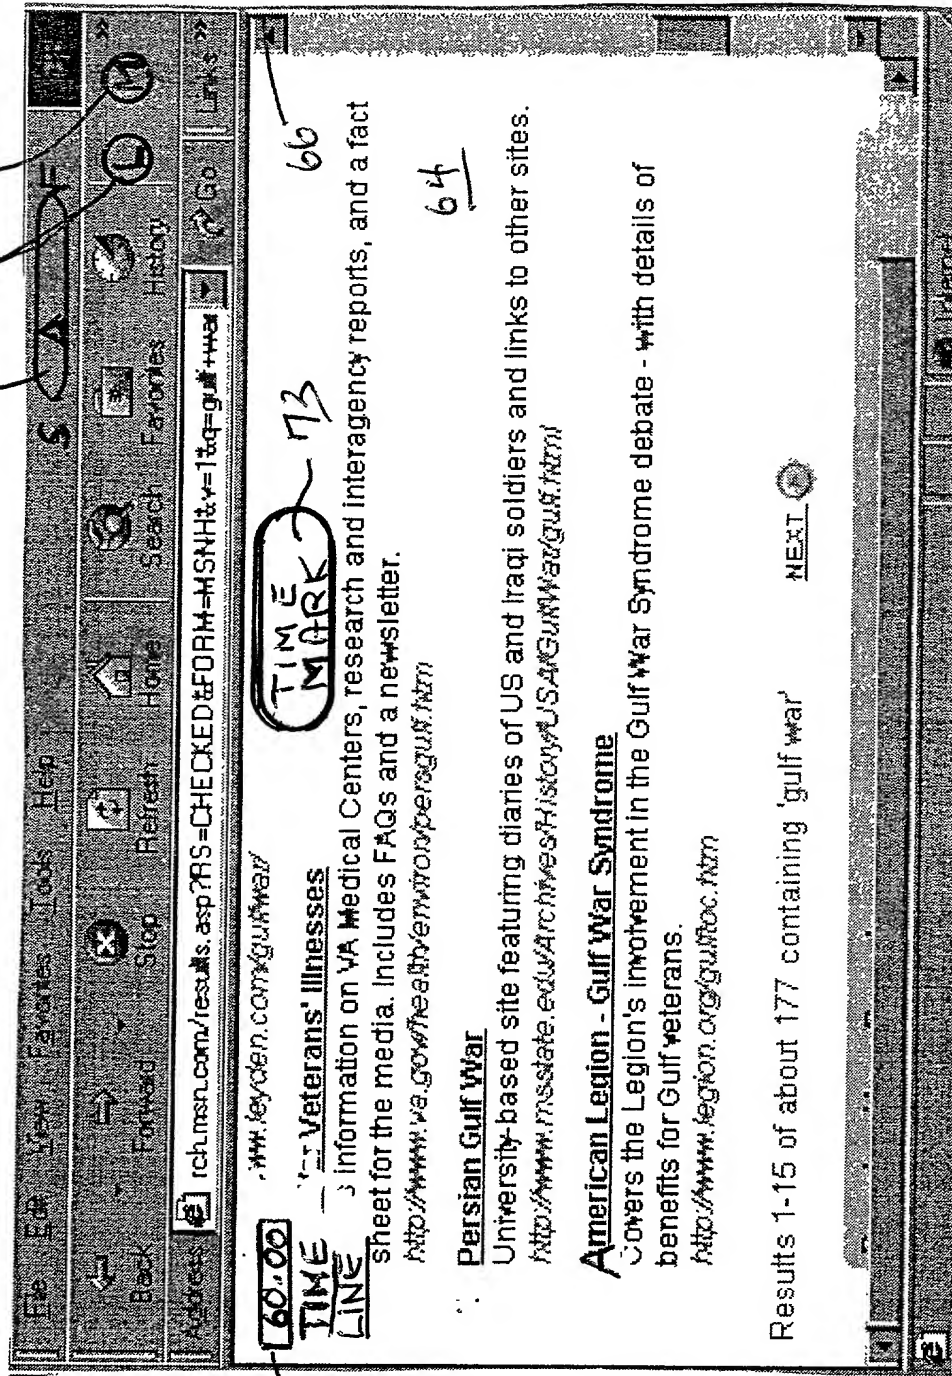 S A F
File Edit View Favorites Tools Help
Back Forward Stop Refresh Home Search Favorites History L M
Address rch.msn.com/results.asp?RS=CHECKED&FORM=MSNH&v=1&q=gulf+war Go Links
60.00
TIME LINE
TIME MARK 73
66
.ww.leyden.com/gulfwar/
Veterans' Illnesses
Information on VA Medical Centers, research and interagency reports, and a fact
sheet for the media. Includes FAQs and a newsletter.
http://www.va.gov/health/environ/persgulf.htm
64
Persian Gulf War
University-based site featuring diaries of US and Iraqi soldiers and links to other sites.
http://www.msstate.edu/Archives/History/USA/GulfWar/gulf.html
American Legion - Gulf War Syndrome
Covers the Legion's involvement in the Gulf War Syndrome debate - with details of
benefits for Gulf veterans.
http://www.legion.org/gulftoc.htm
Results 1-15 of about 177 containing 'gulf war' NEXT
Internet